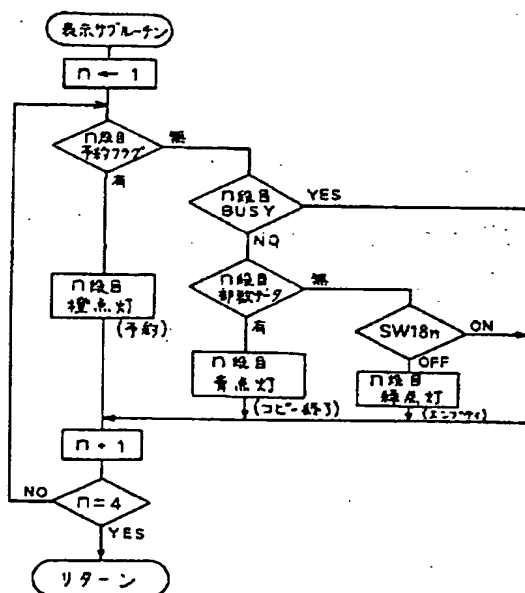 表示サブルーチン
n ← 1
n段目
予約フラグ
無
有
n段目
BUSY
YES
NO
n段目
橙点灯
(予約)
n段目
部数データ
無
有
SW18n
ON
OFF
n段目
青点灯
(コピー終了)
n段目
緑点灯
(エンプティ)
n + 1
n = 4
NO
YES
リターン